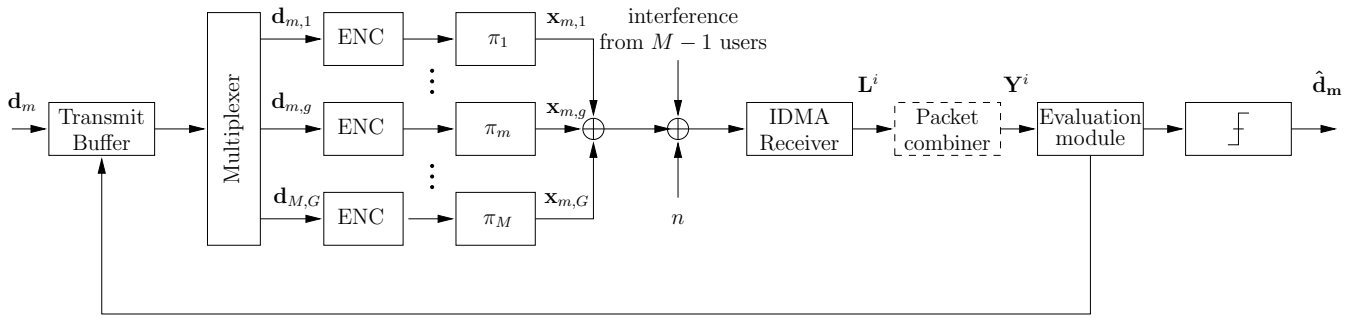 d_m
Transmit
Buffer
Multiplexer
d_{m,1}
ENC
π_1
x_{m,1}
d_{m,g}
ENC
π_m
x_{m,g}
d_{M,G}
ENC
π_M
x_{m,G}
interference
from M − 1 users
n
IDMA
Receiver
L^i
Packet
combiner
Y^i
Evaluation
module
d̂_m